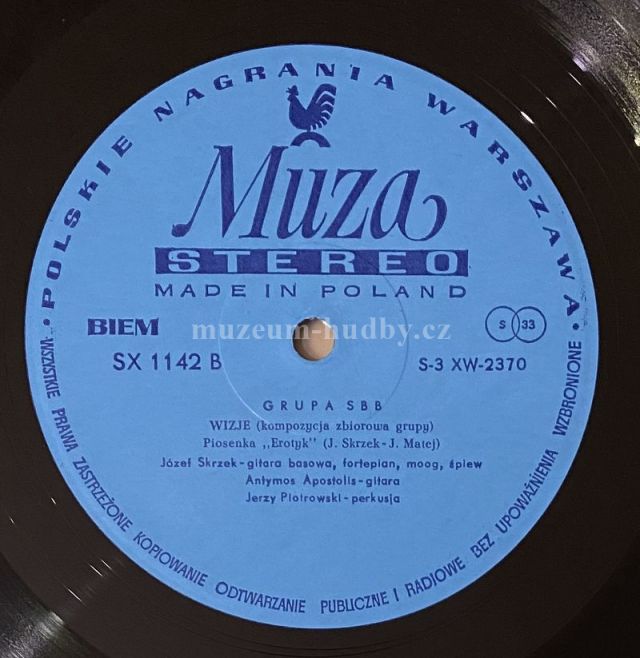 • POLSKIE NAGRANIA WARSZAWA •
Muza
STEREO
MADE IN POLAND
BIEM
muzeum-hudby.cz
S 33
SX 1142 B
S-3 XW-2370
GRUPA SBB
WIZJE (kompozycja zbiorowa grupy)
Piosenka „Erotyk” (J. Skrzek-J. Matej)
Józef Skrzek-gitara basowa, fortepian, moog, śpiew
Antymos Apostolis-gitara
Jerzy Piotrowski-perkusja
WSZYSTKIE PRAWA ZASTRZEŻONE KOPIOWANIE ODTWARZANIE PUBLICZNE I RADIOWE BEZ UPOWAŻNIENIA WZBRONIONE